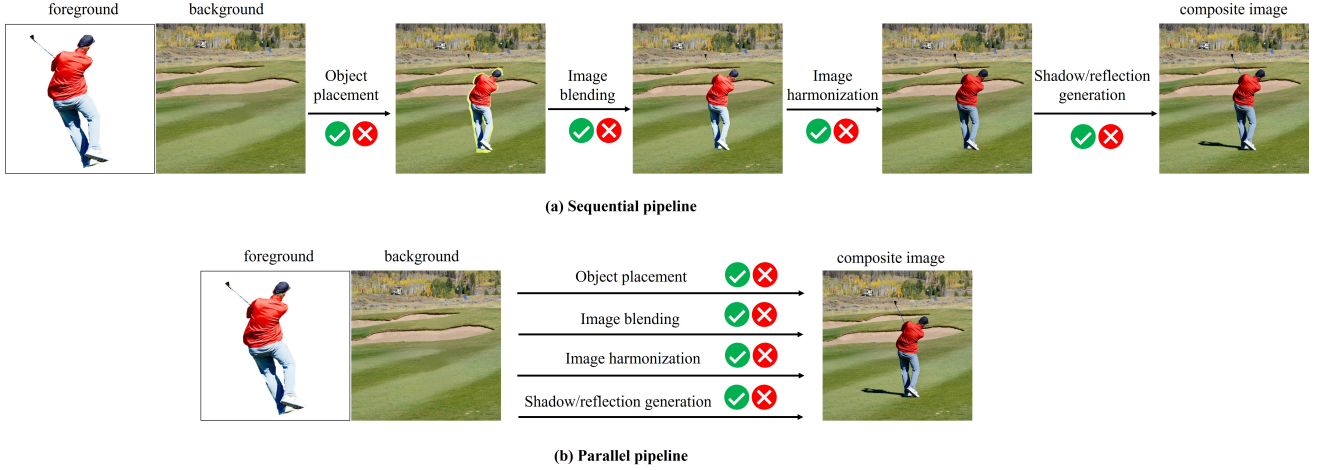 foreground
background
composite image
Object
placement
Image
blending
Image
harmonization
Shadow/reflection
generation
(a) Sequential pipeline
foreground
background
composite image
Object placement
Image blending
Image harmonization
Shadow/reflection generation
(b) Parallel pipeline